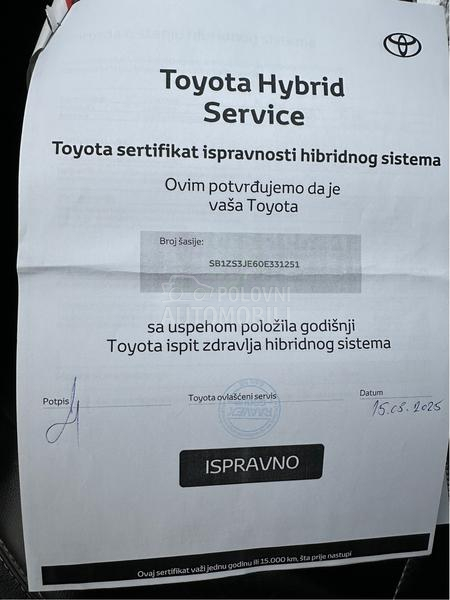 Toyota Hybrid
Service
Toyota sertifikat ispravnosti hibridnog sistema
Ovim potvrđujemo da je
vaša Toyota
Broj šasije:
SB1ZS3JE60E331251
POLOVNI
AUTOMOBILI
sa uspehom položila godišnji
Toyota ispit zdravlja hibridnog sistema
Potpis
Toyota ovlašćeni servis
Datum
15.08.2025
ISPRAVNO
Ovaj sertifikat važi jednu godinu ili 15.000 km, šta prije nastupi